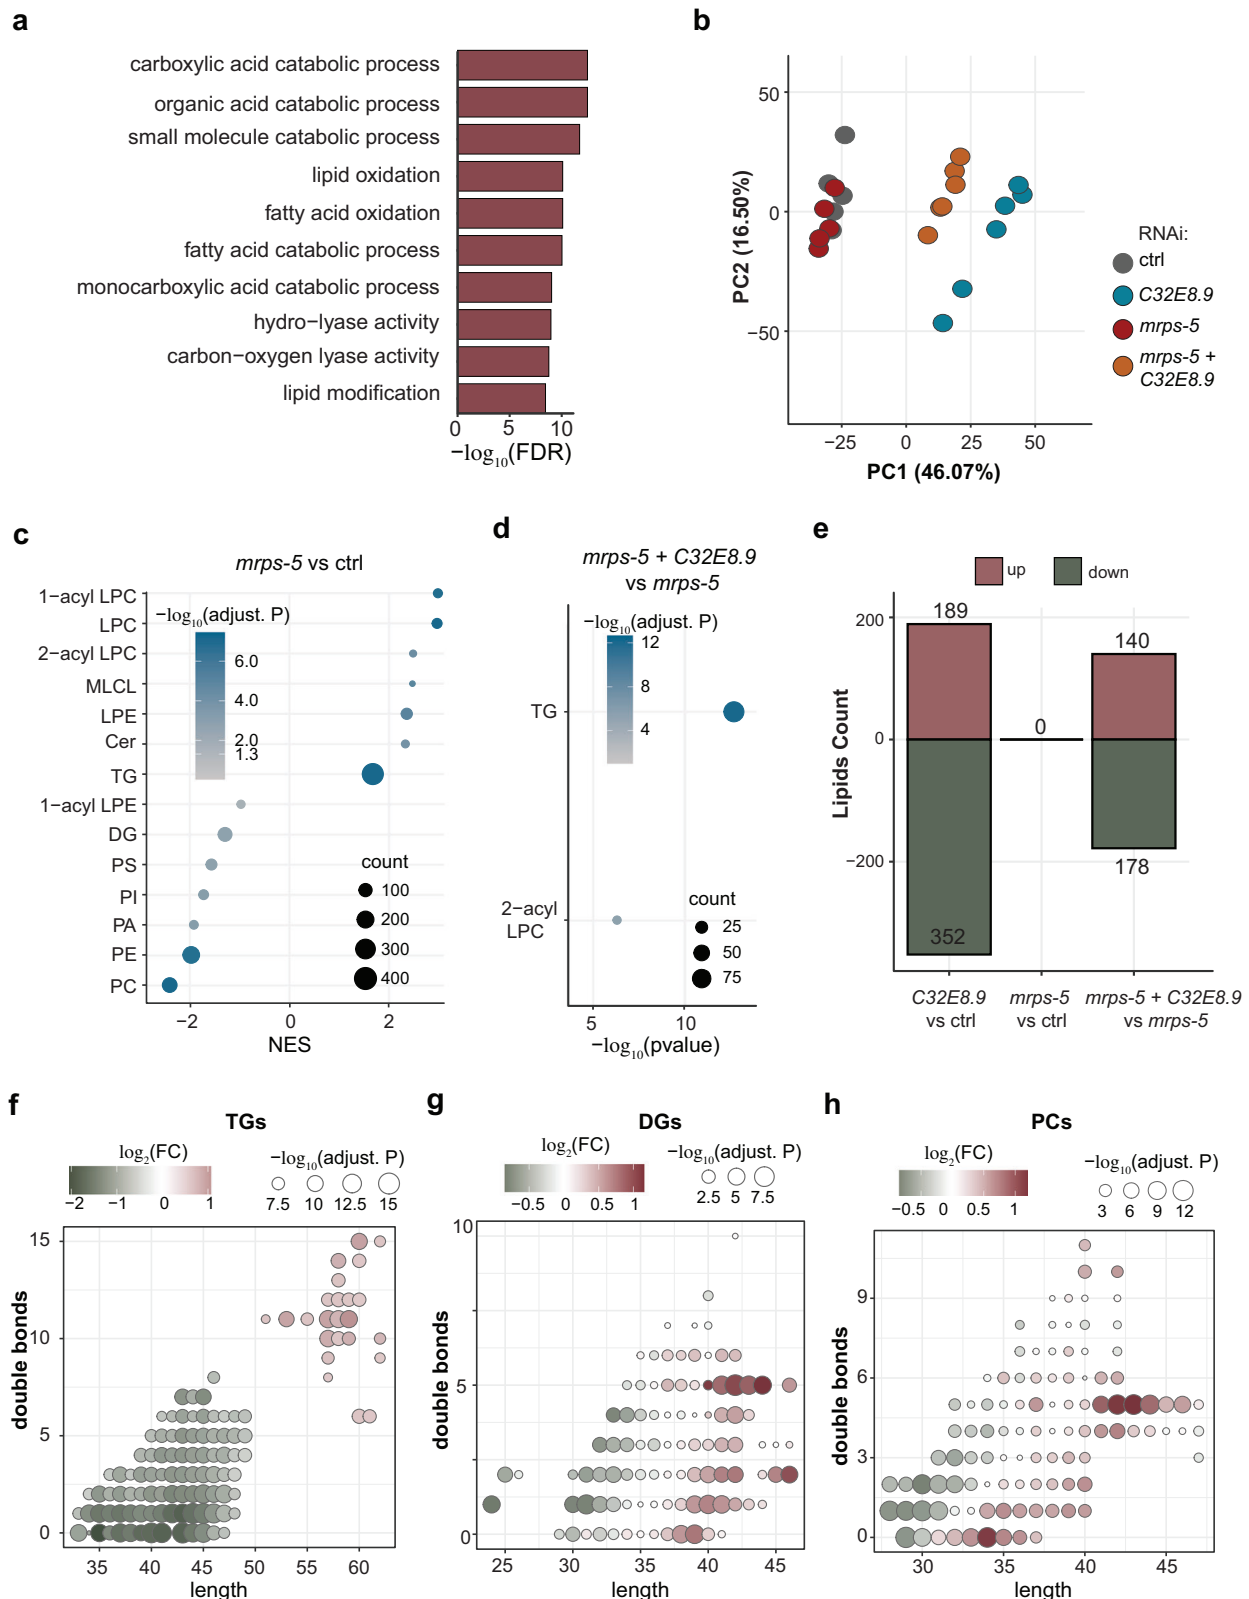 a
carboxylic acid catabolic process
organic acid catabolic process
small molecule catabolic process
lipid oxidation
fatty acid oxidation
fatty acid catabolic process
monocarboxylic acid catabolic process
hydro−lyase activity
carbon−oxygen lyase activity
lipid modification
0 5 10
−log10(FDR)
b
50
0
−50
PC2 (16.50%)
−25 0 25 50
PC1 (46.07%)
RNAi:
ctrl
C32E8.9
mrps-5
mrps-5 +
C32E8.9
c
mrps-5 vs ctrl
1−acyl LPC
LPC
2−acyl LPC
MLCL
LPE
Cer
TG
1−acyl LPE
DG
PS
PI
PA
PE
PC
−log10(adjust. P)
6.0
4.0
2.0
1.3
count
100
200
300
400
−2 0 2
NES
d
mrps-5 + C32E8.9
vs mrps-5
−log10(adjust. P)
12
8
4
TG
2−acyl
LPC
count
25
50
75
5 10
−log10(pvalue)
e
up down
200
0
−200
Lipids Count
189
352
0
140
178
C32E8.9
vs ctrl
mrps-5
vs ctrl
mrps-5 + C32E8.9
vs mrps-5
f
TGs
log2(FC)
−2 −1 0 1
−log10(adjust. P)
7.5 10 12.5 15
15
10
5
0
double bonds
35 40 45 50 55 60
length
g
DGs
log2(FC)
−0.5 0 0.5 1
−log10(adjust. P)
2.5 5 7.5
10
5
0
double bonds
25 30 35 40 45
length
h
PCs
log2(FC)
−0.5 0 0.5 1
−log10(adjust. P)
3 6 9 12
9
6
3
0
double bonds
30 35 40 45
length